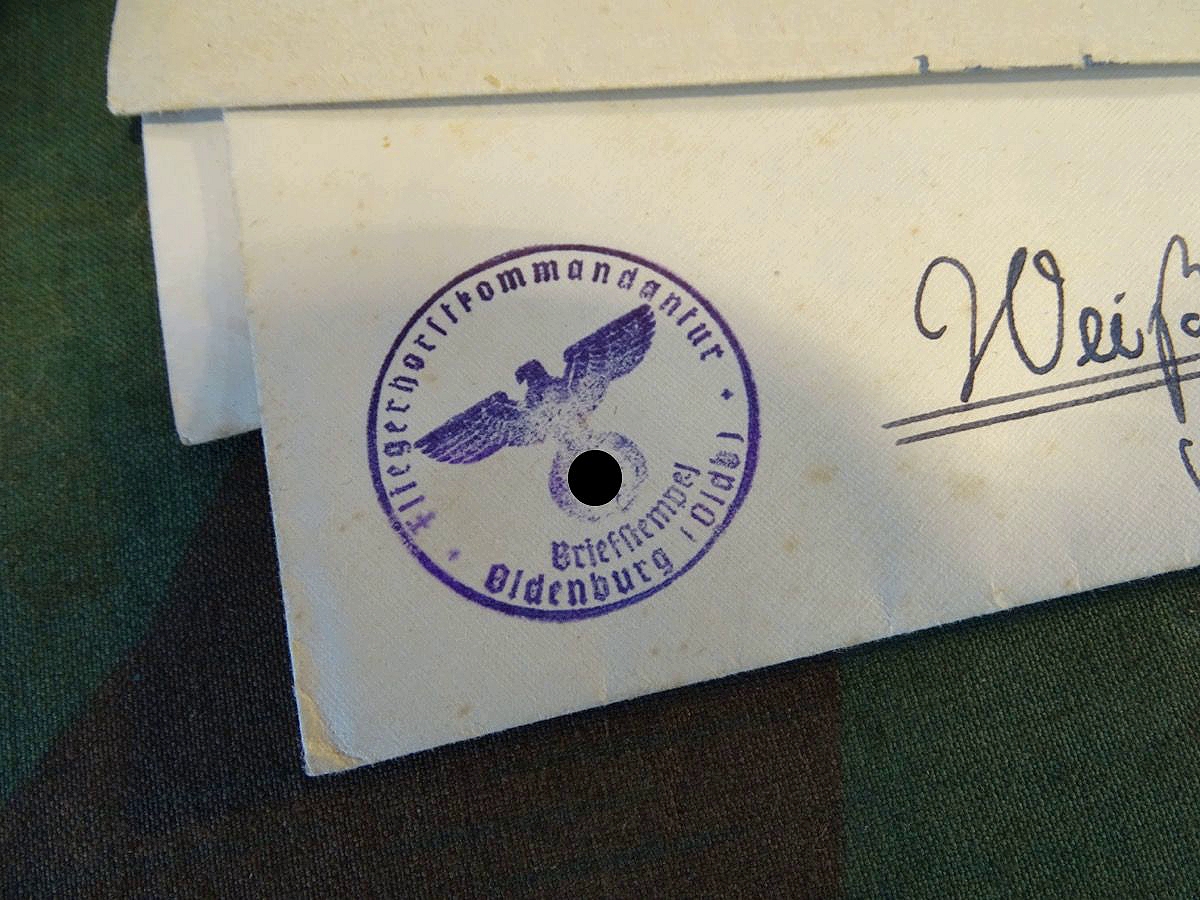 Fliegerhorstkommandantur
Briefstempel
Oldenburg (Oldb)